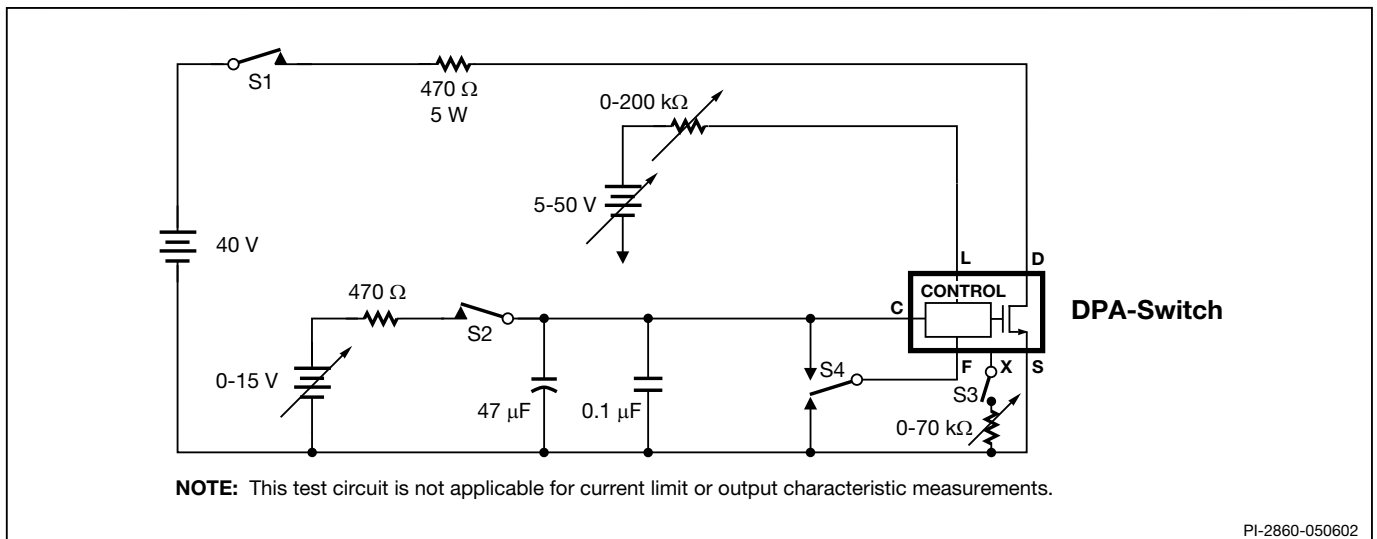 S1
470 Ω
5 W
0-200 kΩ
5-50 V
40 V
L
D
CONTROL
C
DPA-Switch
470 Ω
S2
F
X
S
S4
S3
0-15 V
47 µF
0.1 µF
0-70 kΩ
NOTE: This test circuit is not applicable for current limit or output characteristic measurements.
PI-2860-050602